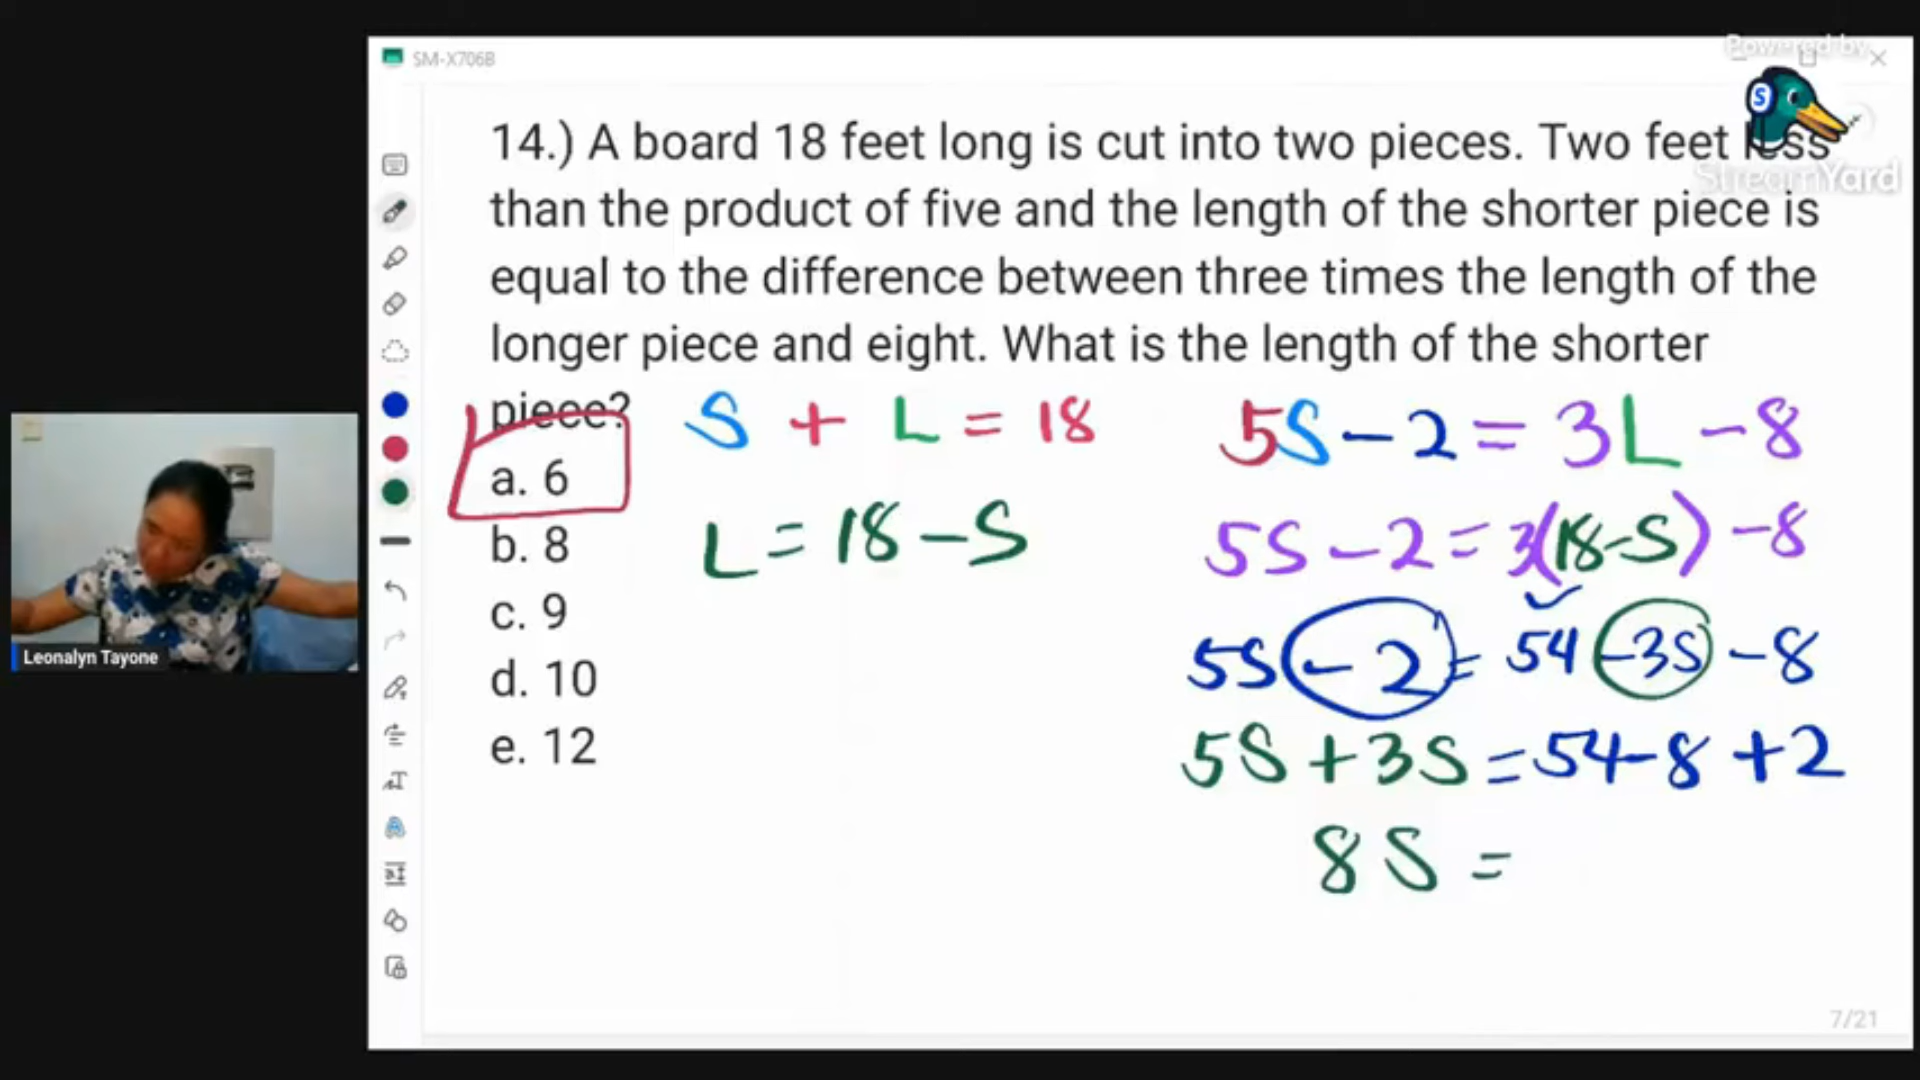 SM-X706B
Powered by
StreamYard
14.) A board 18 feet long is cut into two pieces. Two feet less
than the product of five and the length of the shorter piece is
equal to the difference between three times the length of the
longer piece and eight. What is the length of the shorter
piece?
S + L = 18
5S - 2 = 3L - 8
a. 6
b. 8
L = 18 - S
5S - 2 = 3(18-S) - 8
c. 9
5S - 2 = 54 - 3S - 8
d. 10
5S + 3S = 54 - 8 + 2
e. 12
8S =
Leonalyn Tayone
7/21